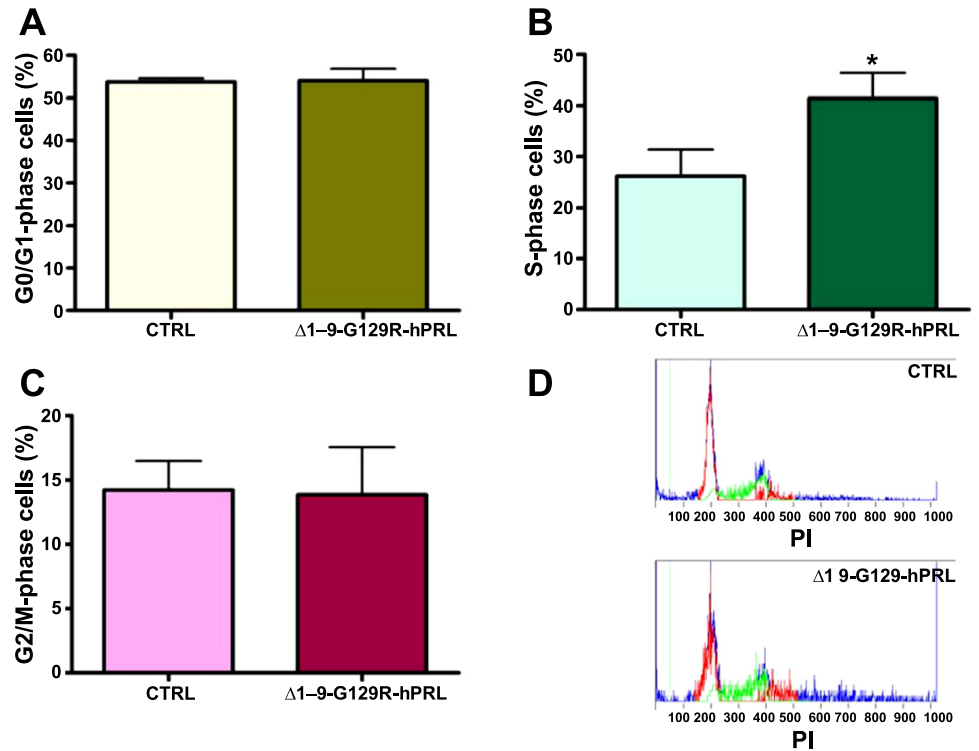 A
G0/G1-phase cells (%)
60
50
40
30
20
10
0
CTRL
Δ1–9-G129R-hPRL
B
S-phase cells (%)
50
40
30
20
10
0
*
CTRL
Δ1–9-G129R-hPRL
C
G2/M-phase cells (%)
20
15
10
5
0
CTRL
Δ1–9-G129R-hPRL
D
CTRL
100 200 300 400 500 600 700 800 900 1000
PI
Δ1 9-G129-hPRL
100 200 300 400 500 600 700 800 900 1000
PI